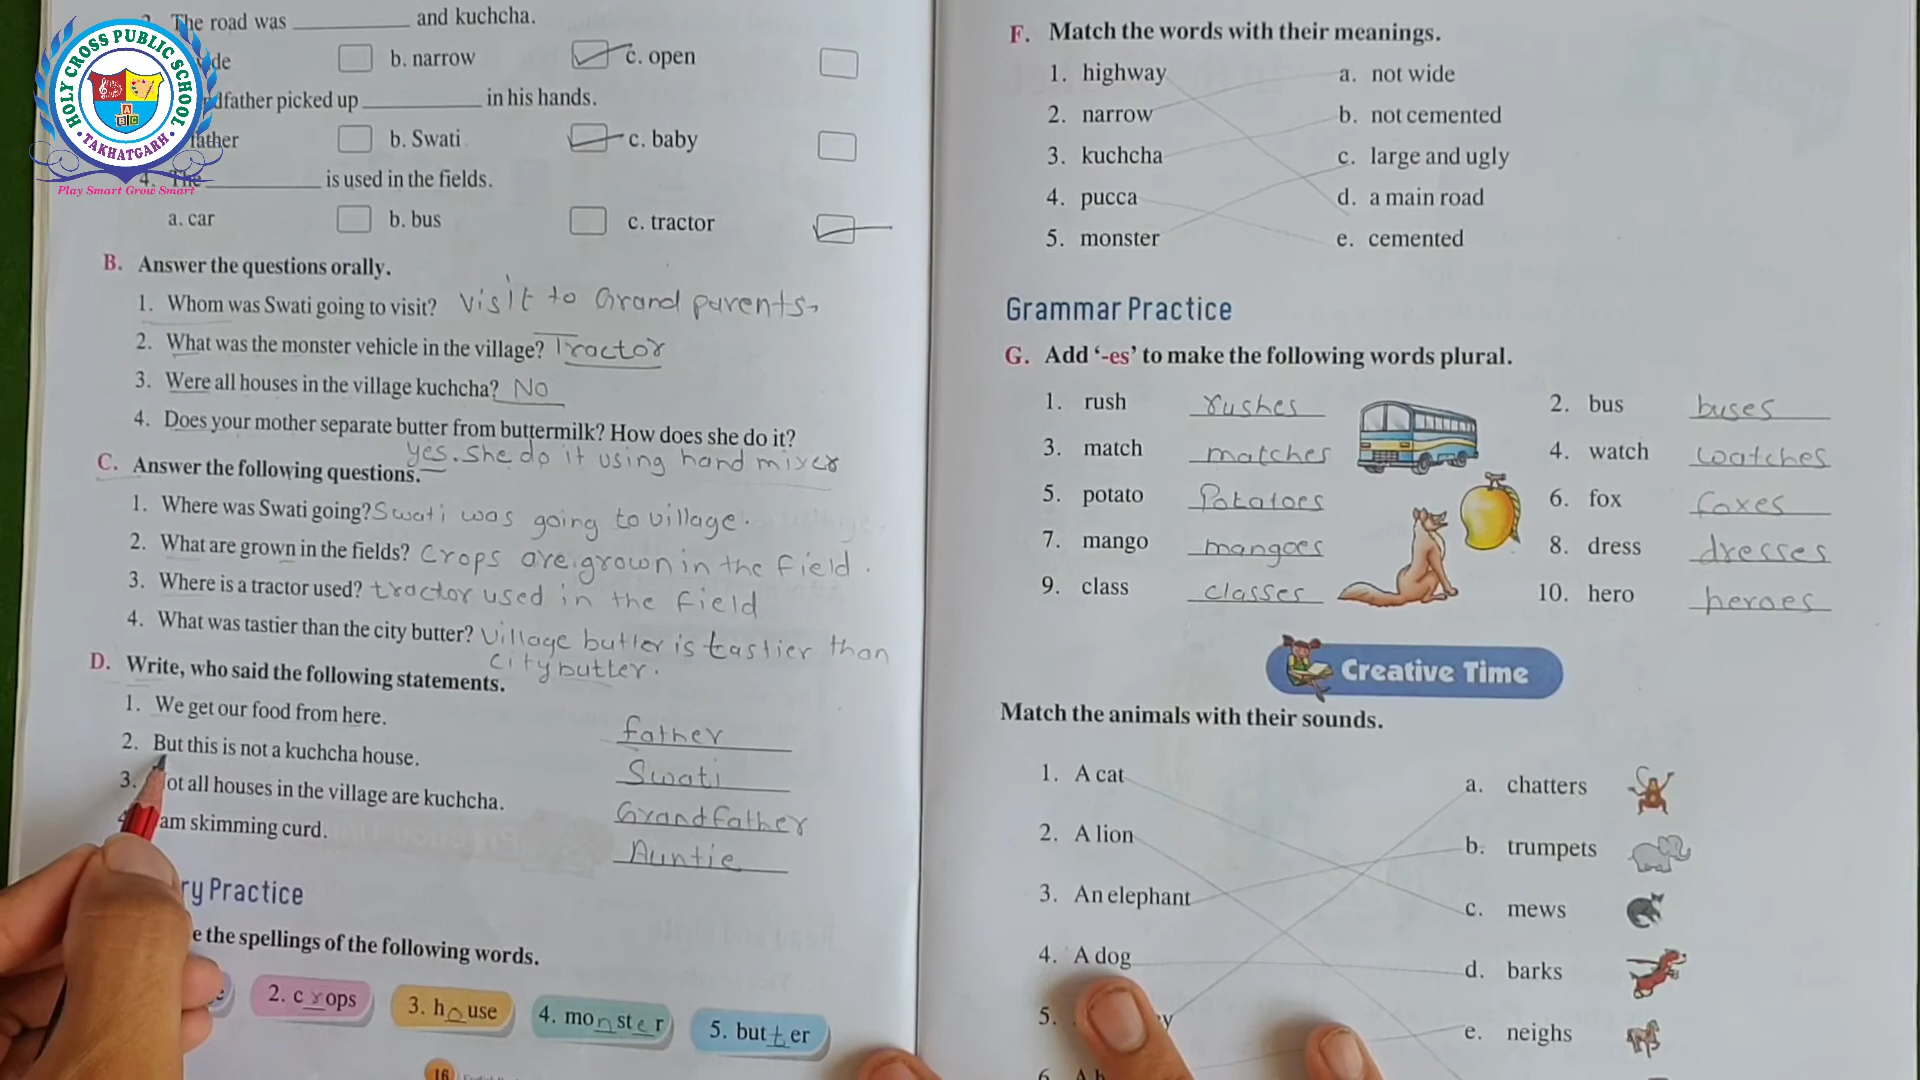 HOLY CROSS PUBLIC SCHOOL
TAKHATGARH
Play Smart Grow Smart
The road was and kuchcha.
b. narrow c. open
father picked up in his hands.
father b. Swati c. baby
4. The is used in the fields.
a. car b. bus c. tractor
B. Answer the questions orally.
1. Whom was Swati going to visit? visit to Grand parents
2. What was the monster vehicle in the village? Tractor
3. Were all houses in the village kuchcha? No
4. Does your mother separate butter from buttermilk? How does she do it?
yes. she do it using hand mixer
C. Answer the following questions.
1. Where was Swati going? Swati was going to village.
2. What are grown in the fields? Crops are grown in the field.
3. Where is a tractor used? tractor used in the field
4. What was tastier than the city butter? Village butter is tastier than
city butter.
D. Write, who said the following statements.
1. We get our food from here. father
2. But this is not a kuchcha house. Swati
3. ot all houses in the village are kuchcha. Grandfather
am skimming curd. Auntie
ry Practice
e the spellings of the following words.
2. crops 3. house 4. monster 5. butter
16
F. Match the words with their meanings.
1. highway a. not wide
2. narrow b. not cemented
3. kuchcha c. large and ugly
4. pucca d. a main road
5. monster e. cemented
Grammar Practice
G. Add ‘-es’ to make the following words plural.
1. rush rushes 2. bus buses
3. match matches 4. watch watches
5. potato Potatoes 6. fox foxes
7. mango mangoes 8. dress dresses
9. class classes 10. hero heroes
Creative Time
Match the animals with their sounds.
1. A cat a. chatters
2. A lion b. trumpets
3. An elephant c. mews
4. A dog d. barks
5. y e. neighs
6. A h